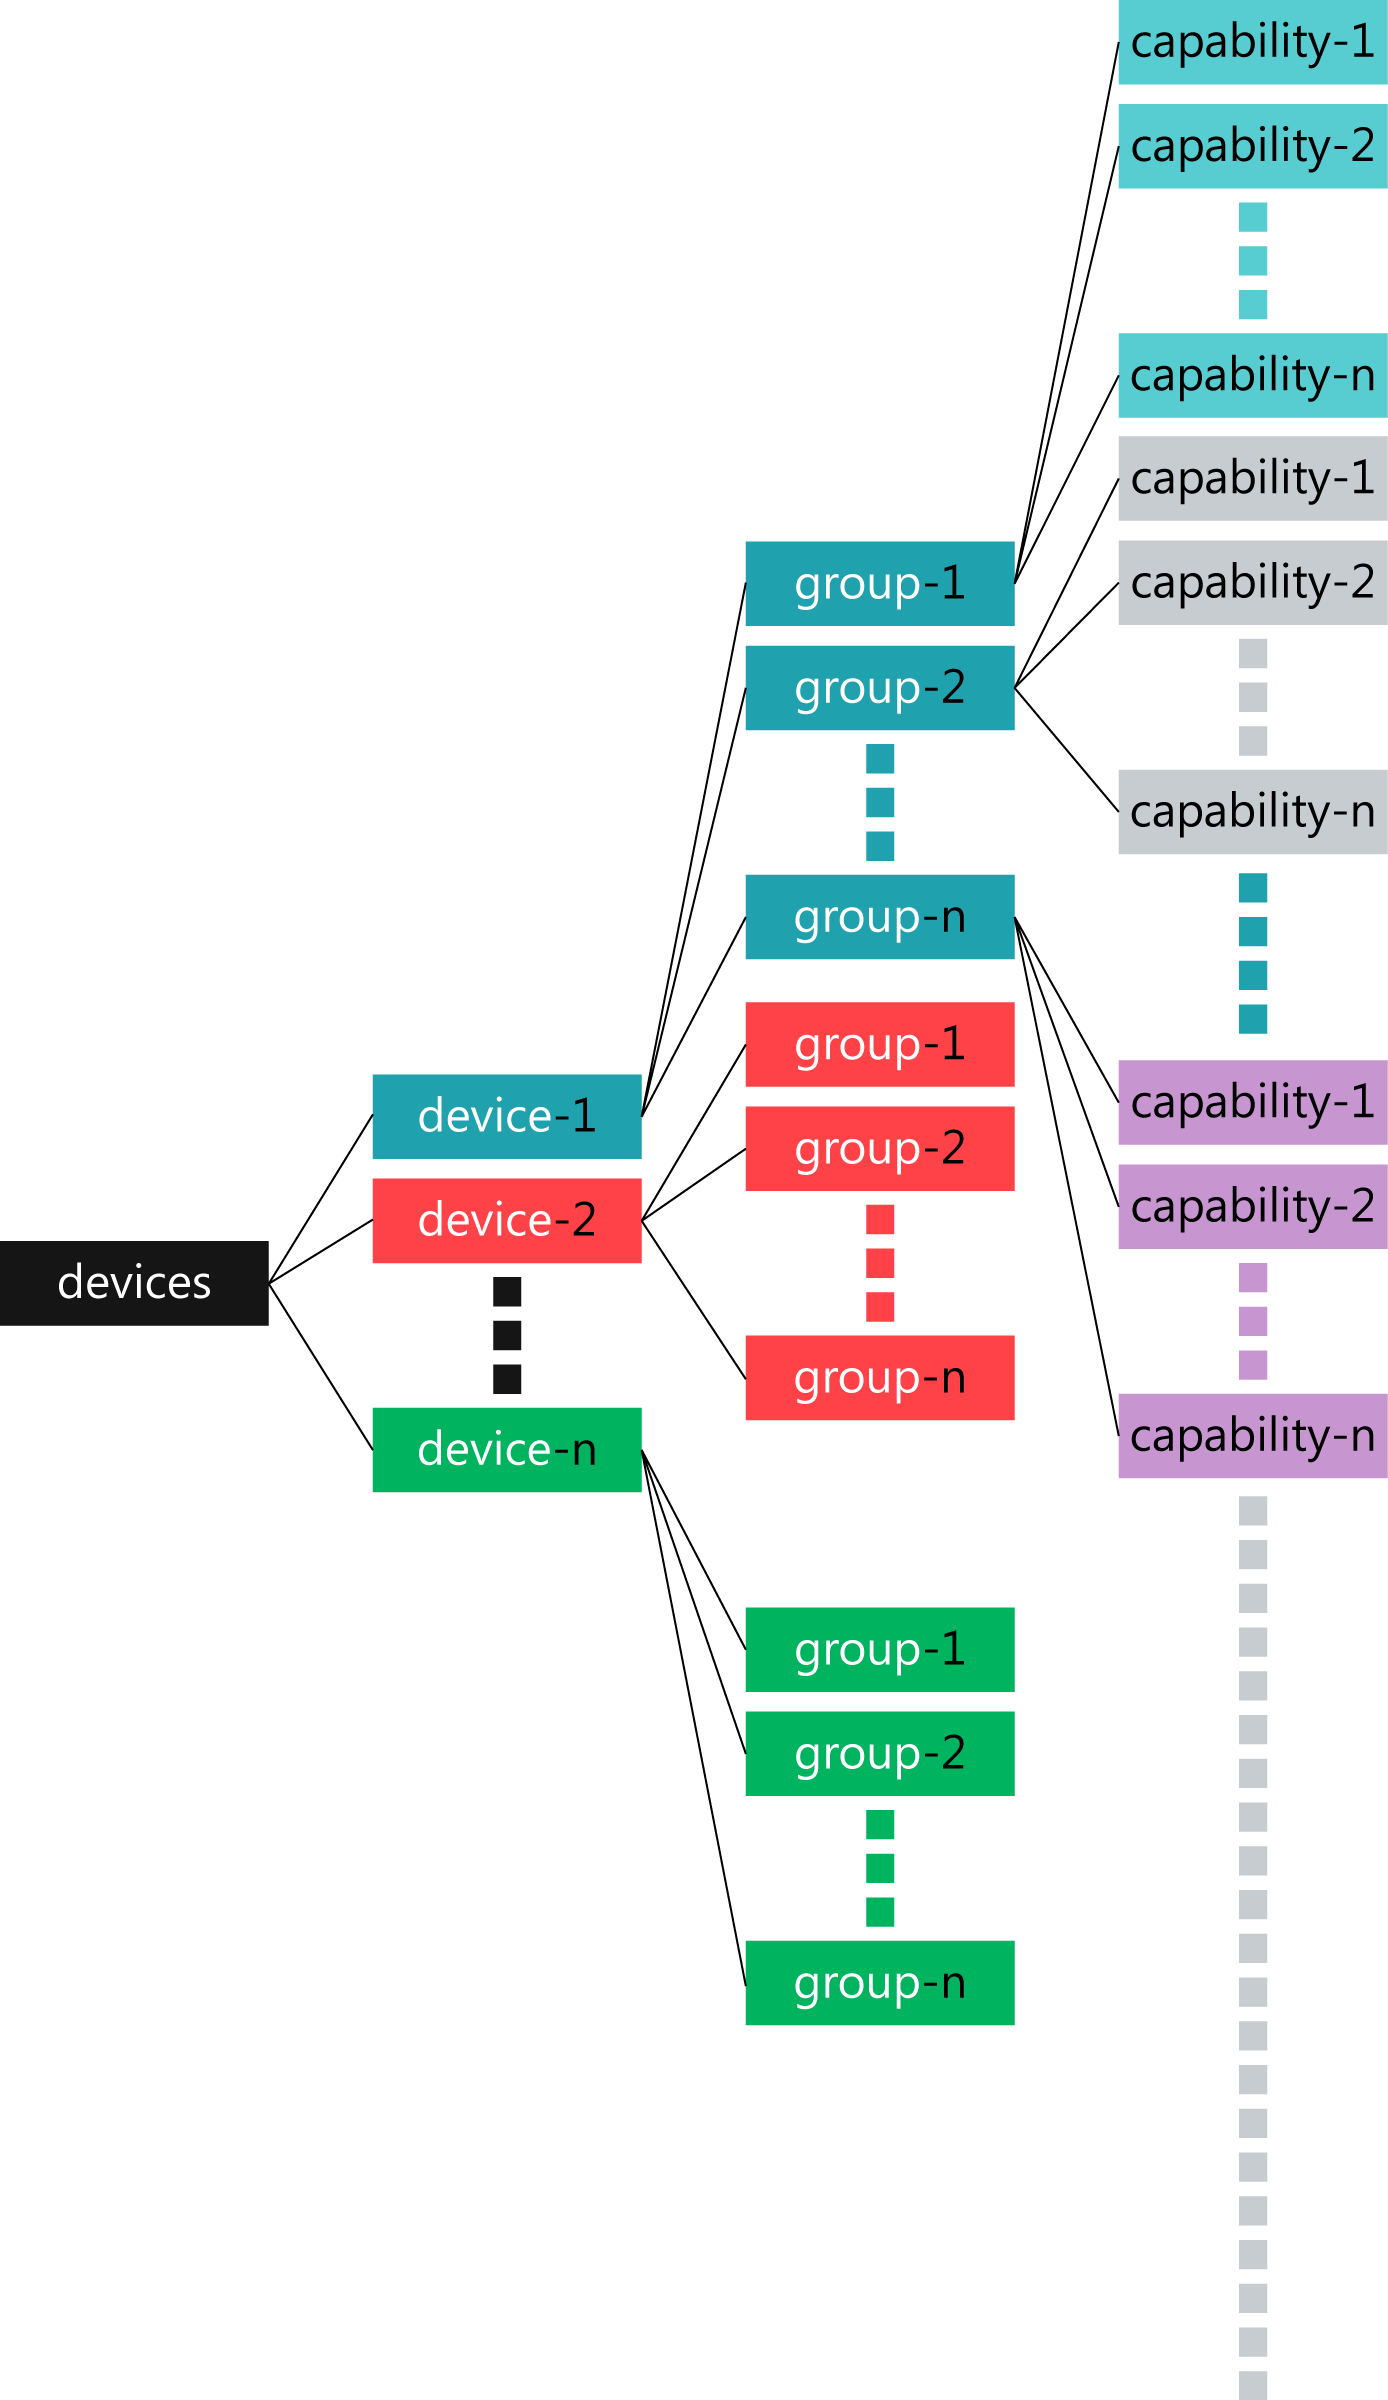 devices
device-1
device-2
device-n
group-1
group-2
group-n
group-1
group-2
group-n
group-1
group-2
group-n
capability-1
capability-2
capability-n
capability-1
capability-2
capability-n
capability-1
capability-2
capability-n